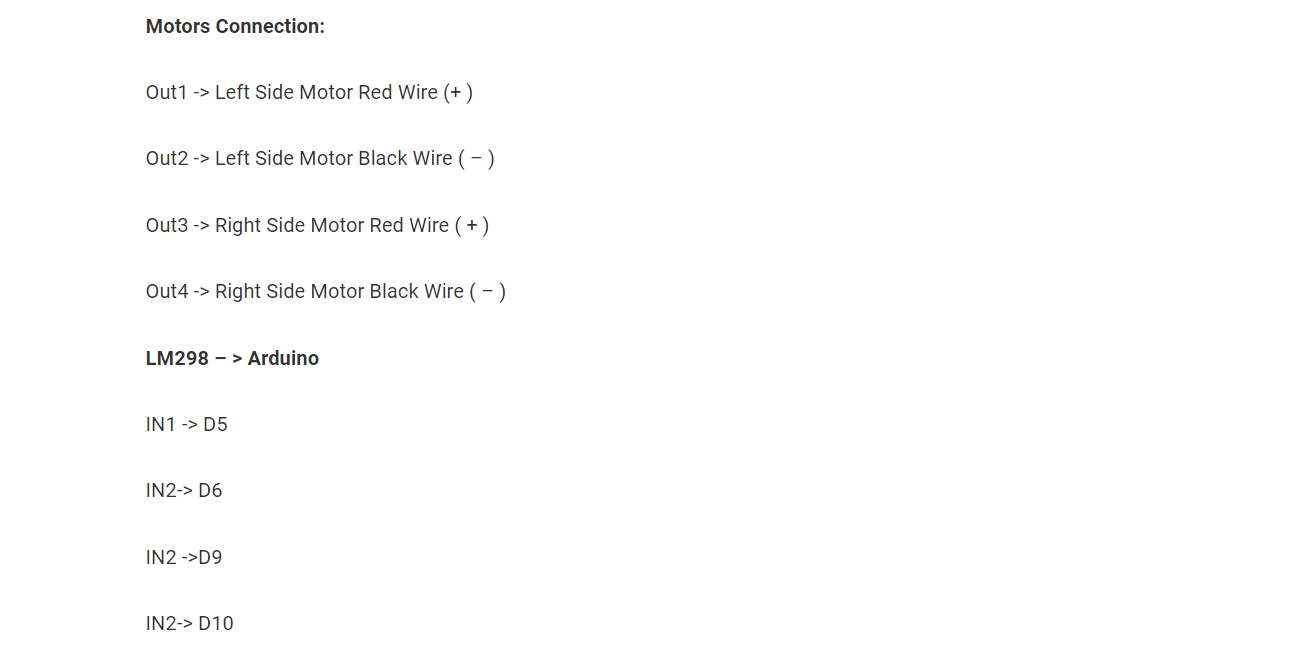 Motors Connection:
Out1 -> Left Side Motor Red Wire (+ )
Out2 -> Left Side Motor Black Wire ( – )
Out3 -> Right Side Motor Red Wire ( + )
Out4 -> Right Side Motor Black Wire ( – )
LM298 – > Arduino
IN1 -> D5
IN2-> D6
IN2 ->D9
IN2-> D10